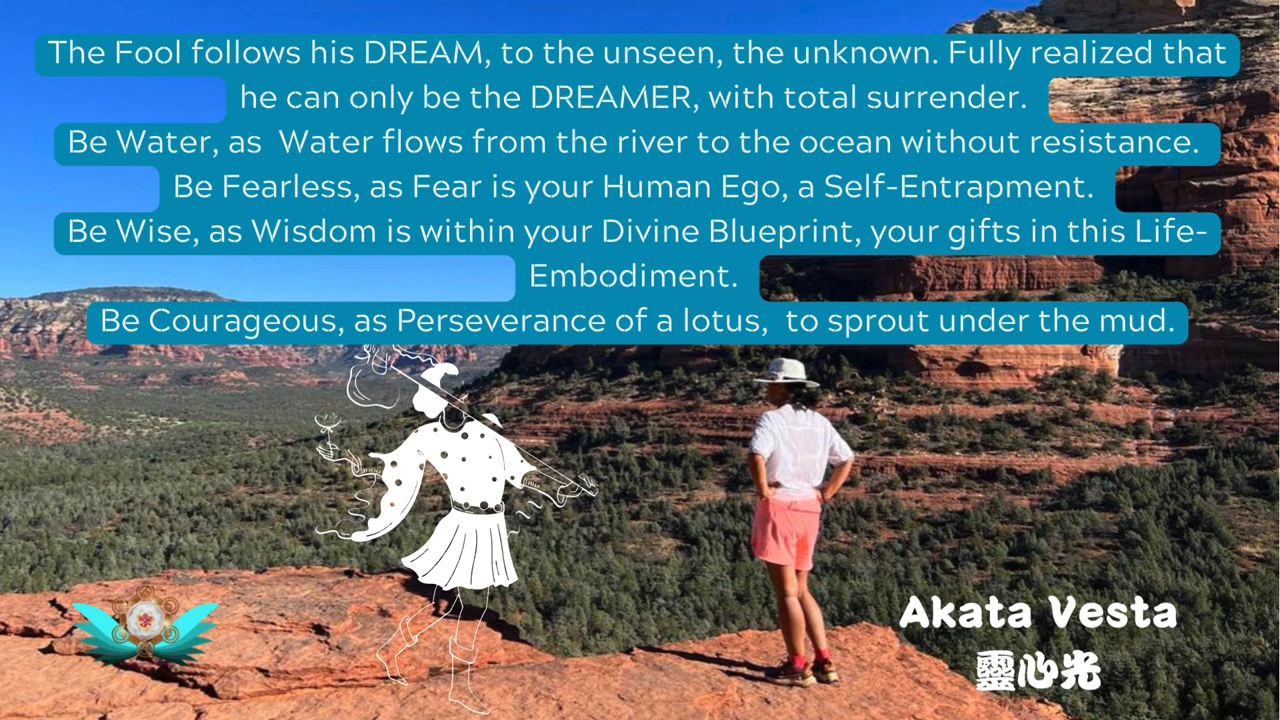 The Fool follows his DREAM, to the unseen, the unknown. Fully realized that
he can only be the DREAMER, with total surrender.
Be Water, as  Water flows from the river to the ocean without resistance.
Be Fearless, as Fear is your Human Ego, a Self-Entrapment.
Be Wise, as Wisdom is within your Divine Blueprint, your gifts in this Life-
Embodiment.
Be Courageous, as Perseverance of a lotus,  to sprout under the mud.
Akata Vesta
靈心光